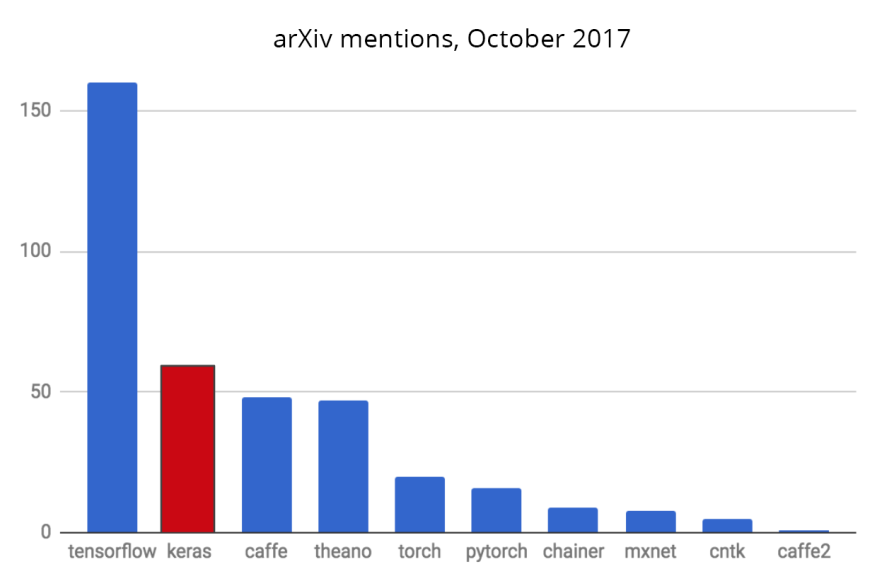 arXiv mentions, October 2017
150
100
50
0
tensorflow keras caffe theano torch pytorch chainer mxnet cntk caffe2